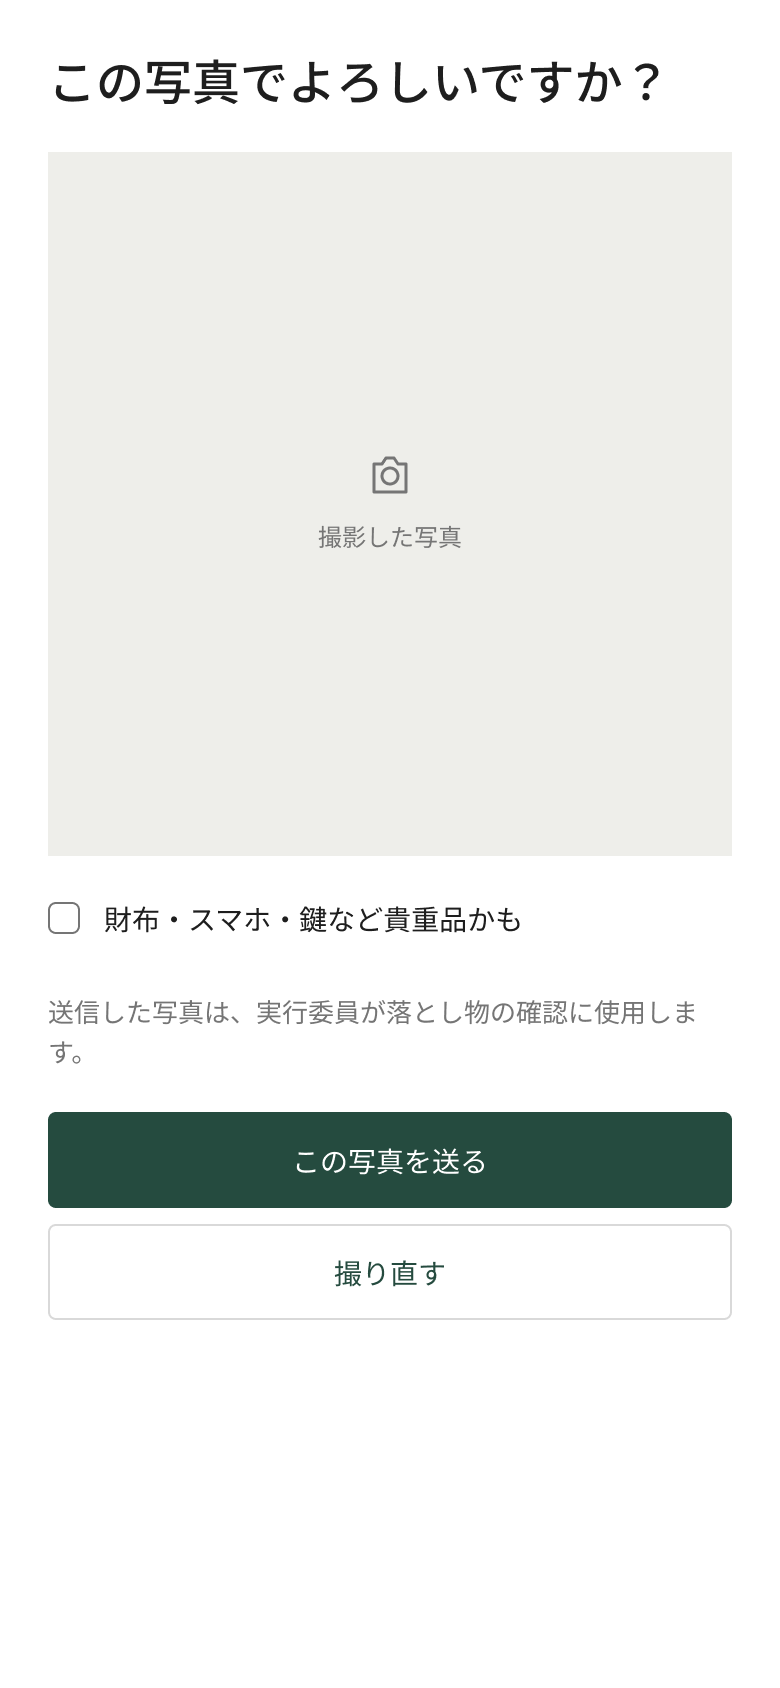 この写真でよろしいですか？
撮影した写真
財布・スマホ・鍵など貴重品かも
送信した写真は、実行委員が落とし物の確認に使用しま
す。
この写真を送る
撮り直す